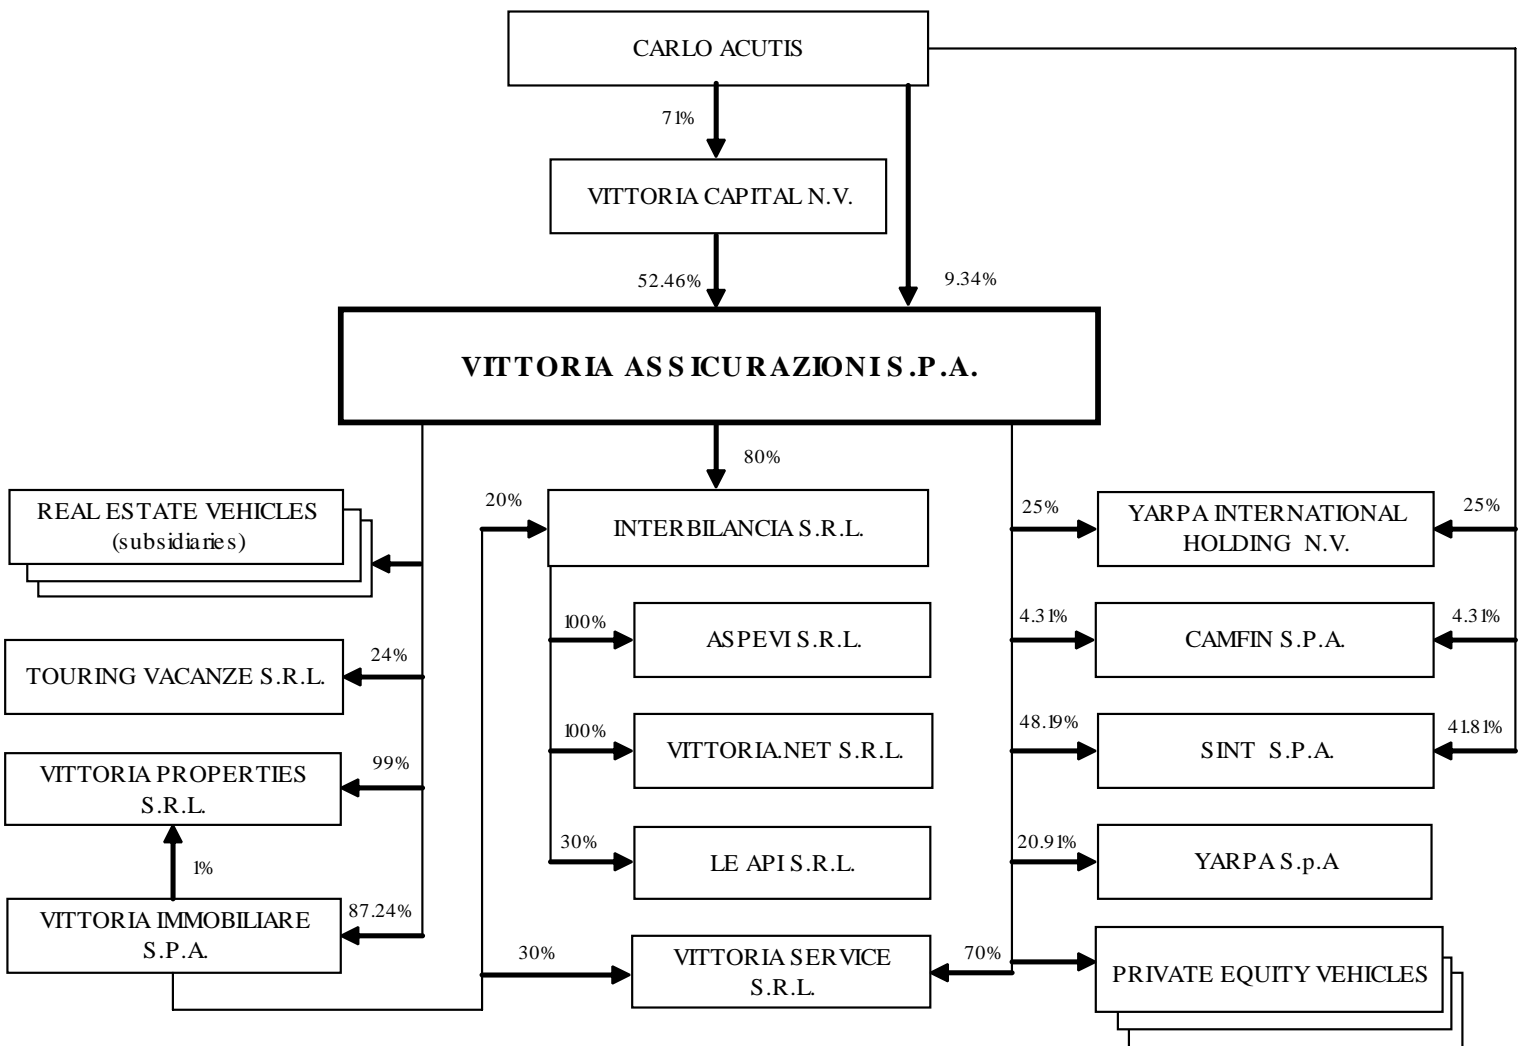 CARLO ACUTIS
71%
VITTORIA CAPITAL N.V.
52.46%
9.34%
VITTORIA ASSICURAZIONI S.P.A.
80%
REAL ESTATE VEHICLES
(subsidiaries)
20%
INTERBILANCIA S.R.L.
25%
YARPA INTERNATIONAL
HOLDING N.V.
25%
TOURING VACANZE S.R.L.
24%
100%
ASPEVI S.R.L.
4.31%
CAMFIN S.P.A.
4.31%
VITTORIA PROPERTIES
S.R.L.
99%
100%
VITTORIA.NET S.R.L.
48.19%
SINT S.P.A.
41.81%
1%
30%
LE API S.R.L.
20.91%
YARPA S.p.A
VITTORIA IMMOBILIARE
S.P.A.
87.24%
30%
VITTORIA SERVICE
S.R.L.
70%
PRIVATE EQUITY VEHICLES